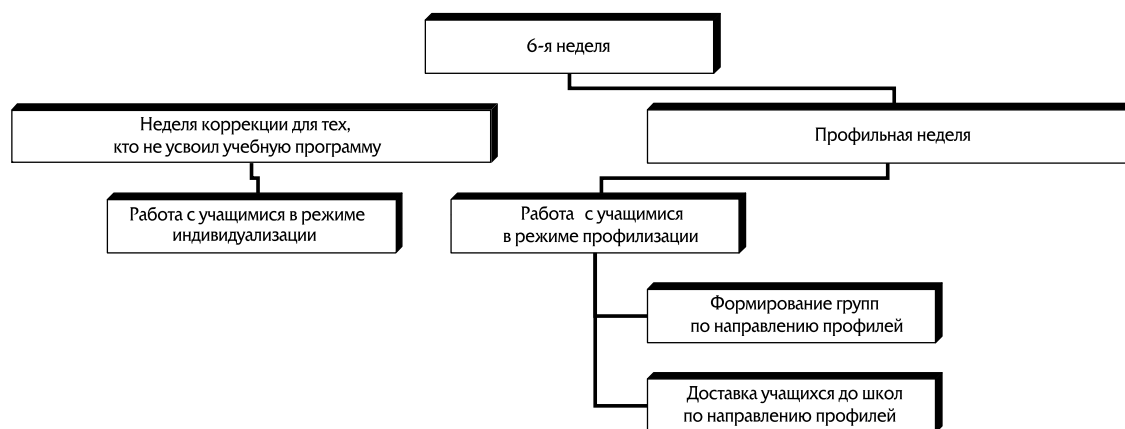 6-я неделя
Неделя коррекции для тех,
кто не усвоил учебную программу
Профильная неделя
Работа с учащимися в режиме
индивидуализации
Работа с учащимися
в режиме профилизации
Формирование групп
по направлению профилей
Доставка учащихся до школ
по направлению профилей